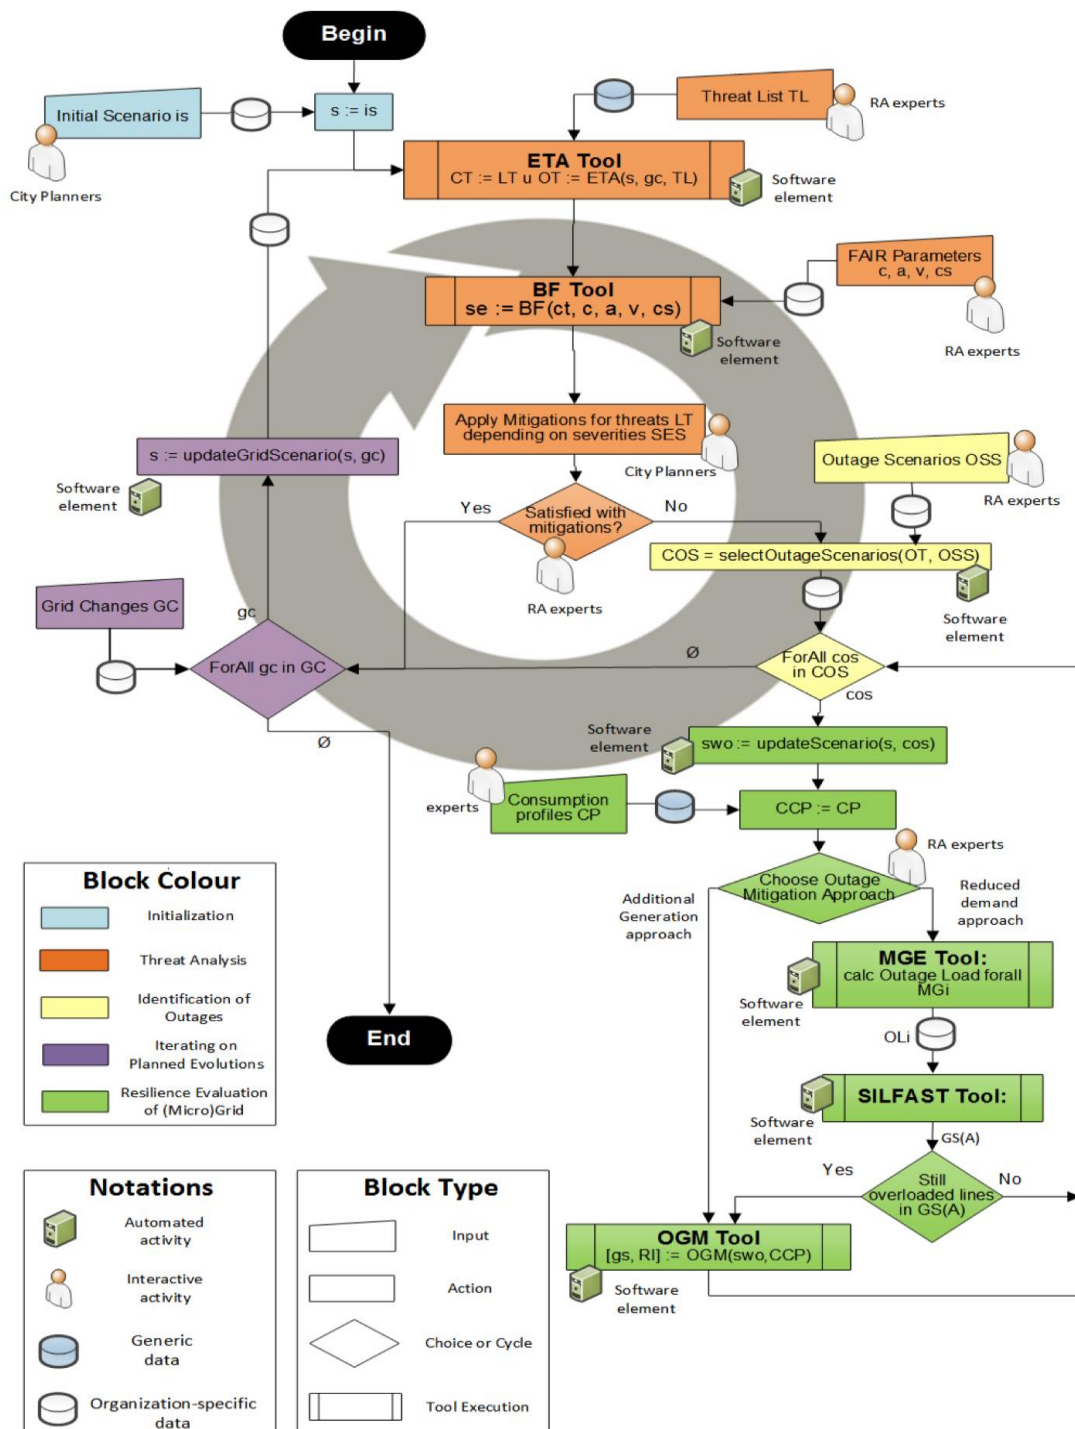 Begin
Initial Scenario is
s := is
City Planners
Threat List TL
RA experts
ETA Tool
CT := LT u OT := ETA(s, gc, TL)
Software
element
FAIR Parameters
c, a, v, cs
RA experts
BF Tool
se := BF(ct, c, a, v, cs)
Software
element
Apply Mitigations for threats LT
depending on severities SES
City Planners
s := updateGridScenario(s, gc)
Software
element
Outage Scenarios OSS
RA experts
Yes
Satisfied with
mitigations?
No
RA experts
COS = selectOutageScenarios(OT, OSS)
Software
element
Grid Changes GC
gc
ForAll gc in GC
Ø
Ø
ForAll cos
in COS
cos
Software
element
swo := updateScenario(s, cos)
experts
Consumption
profiles CP
CCP := CP
RA experts
Choose Outage
Mitigation Approach
Additional
Generation
approach
Reduced
demand
approach
MGE Tool:
calc Outage Load forall
MGi
Software
element
OLi
SILFAST Tool:
Software
element
GS(A)
Yes
Still
overloaded lines
in GS(A)
No
OGM Tool
[gs, RI] := OGM(swo,CCP)
Software
element
End
Block Colour
Initialization
Threat Analysis
Identification of
Outages
Iterating on
Planned Evolutions
Resilience Evaluation
of (Micro)Grid
Notations
Automated
activity
Interactive
activity
Generic
data
Organization-specific
data
Block Type
Input
Action
Choice or Cycle
Tool Execution